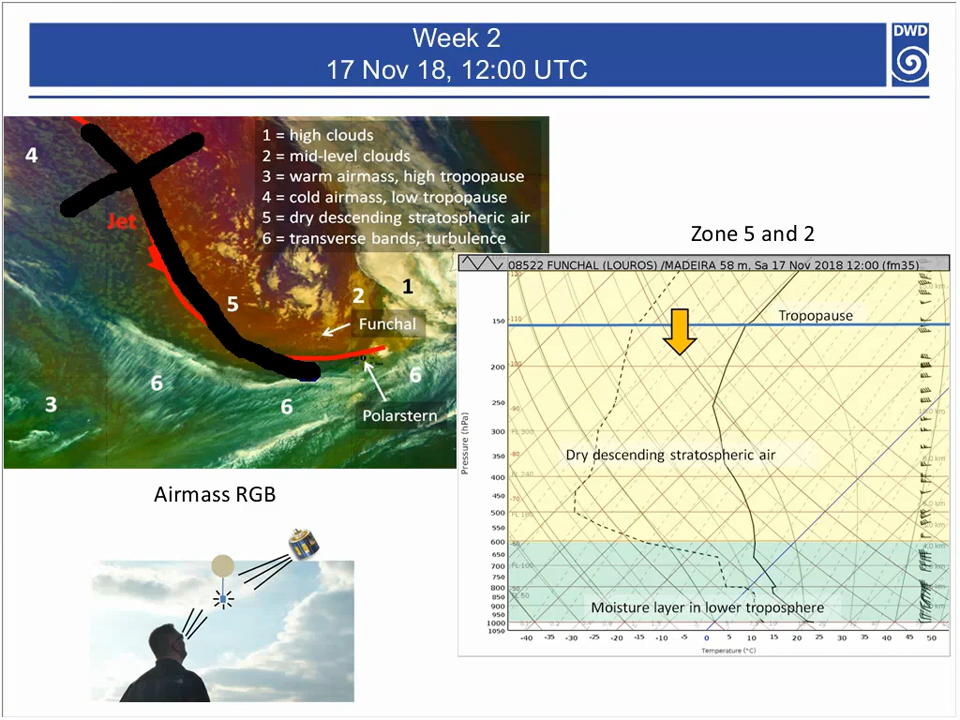 Week 2
17 Nov 18, 12:00 UTC
DWD
4
1 = high clouds
2 = mid-level clouds
3 = warm airmass, high tropopause
4 = cold airmass, low tropopause
5 = dry descending stratospheric air
6 = transverse bands, turbulence
Jet
5
2
1
Funchal
6
6
3
6
Polarstern
Airmass RGB
Zone 5 and 2
08522 FUNCHAL (LOUROS) /MADEIRA 58 m, Sa 17 Nov 2018 12:00 (fm35)
Tropopause
Dry descending stratospheric air
Moisture layer in lower troposphere
Pressure (hPa)
150
200
250
300
350
400
450
500
550
600
650
700
750
800
850
900
950
1000
1050
-40 -35 -30 -25 -20 -15 -10 -5 0 5 10 15 20 25 30 35 40 45 50
Temperature (°C)